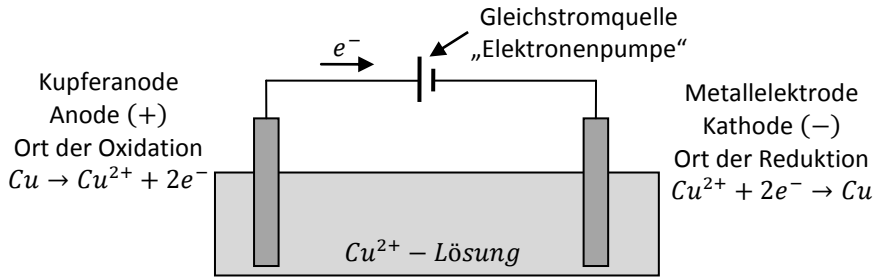 Gleichstromquelle
„Elektronenpumpe“
e⁻
Kupferanode
Anode (+)
Ort der Oxidation
Cu → Cu²⁺ + 2e⁻
Metallelektrode
Kathode (−)
Ort der Reduktion
Cu²⁺ + 2e⁻ → Cu
Cu²⁺ − Lösung